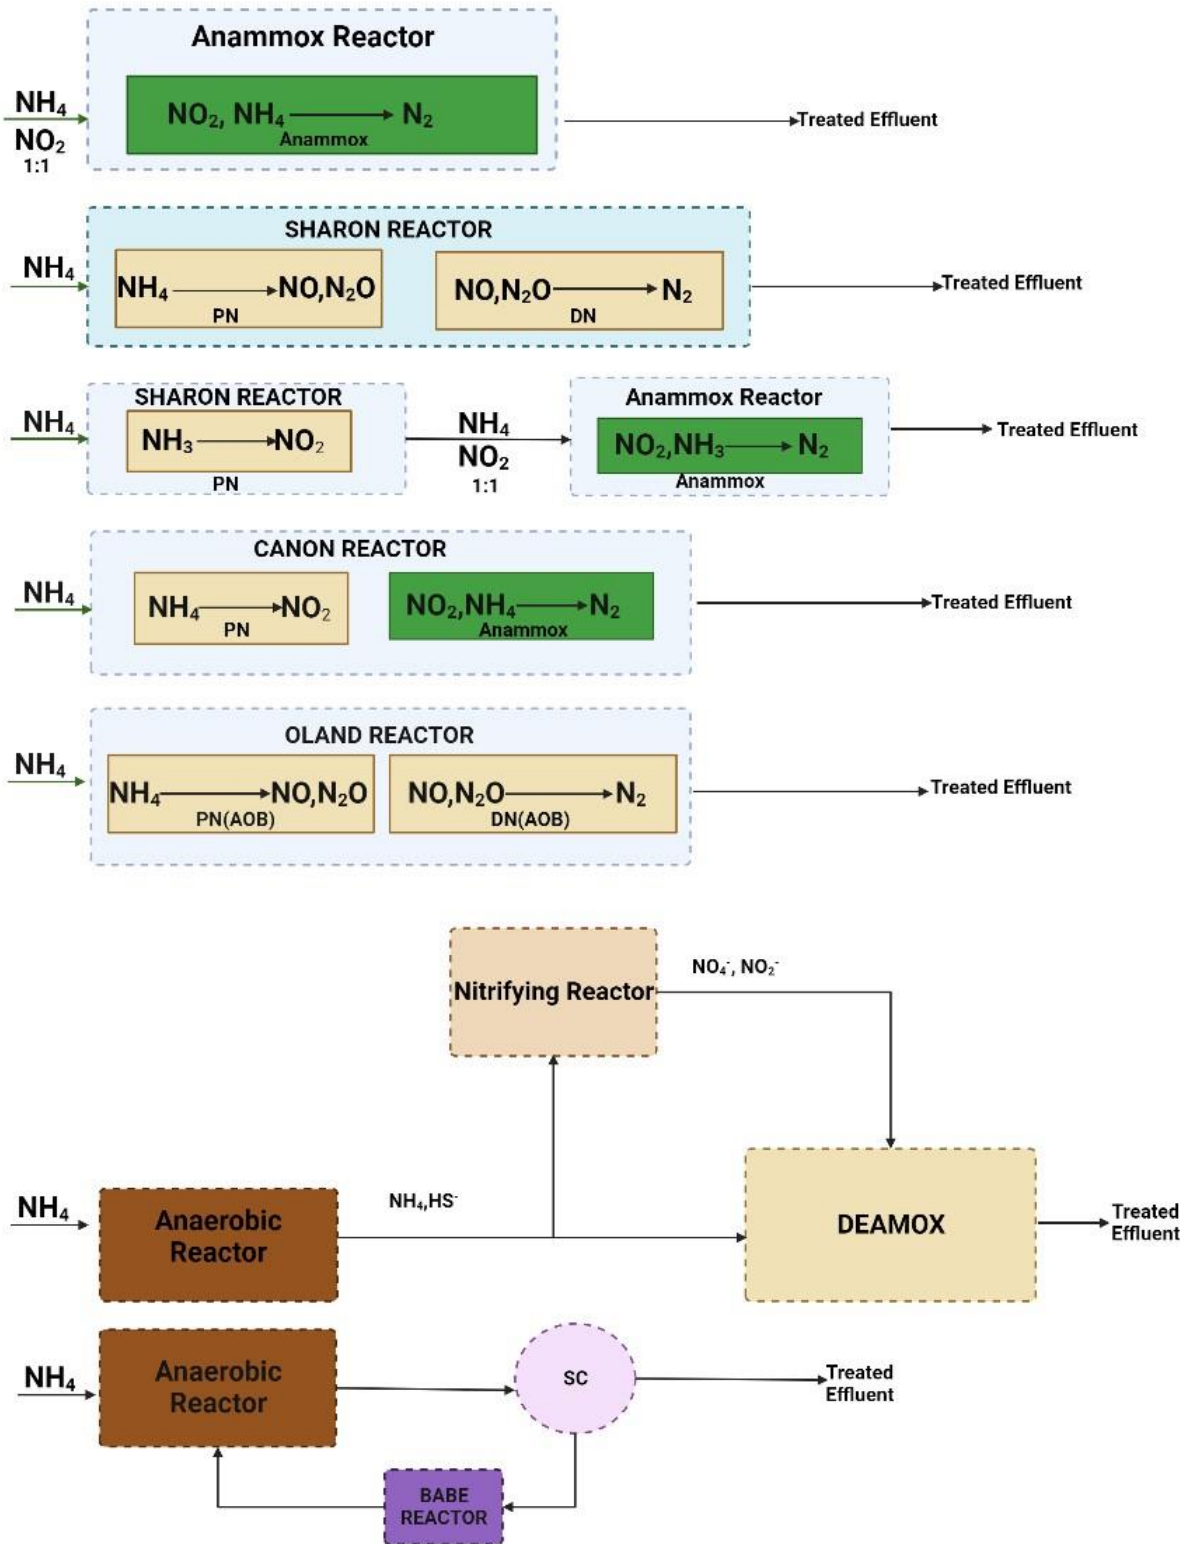 Anammox Reactor
NH₄
NO₂
1:1
NO₂, NH₄ N₂
Anammox
Treated Effluent
SHARON REACTOR
NH₄
NH₄ NO,N₂O
PN
NO,N₂O N₂
DN
Treated Effluent
SHARON REACTOR
NH₄
NH₃ NO₂
PN
NH₄
NO₂
1:1
Anammox Reactor
NO₂,NH₃ N₂
Anammox
Treated Effluent
CANON REACTOR
NH₄
NH₄ NO₂
PN
NO₂,NH₄ N₂
Anammox
Treated Effluent
OLAND REACTOR
NH₄
NH₄ NO,N₂O
PN(AOB)
NO,N₂O N₂
DN(AOB)
Treated Effluent
Nitrifying Reactor
NO₄⁻, NO₂⁻
NH₄
Anaerobic
Reactor
NH₄,HS⁻
DEAMOX
Treated
Effluent
NH₄
Anaerobic
Reactor
SC
Treated
Effluent
BABE
REACTOR